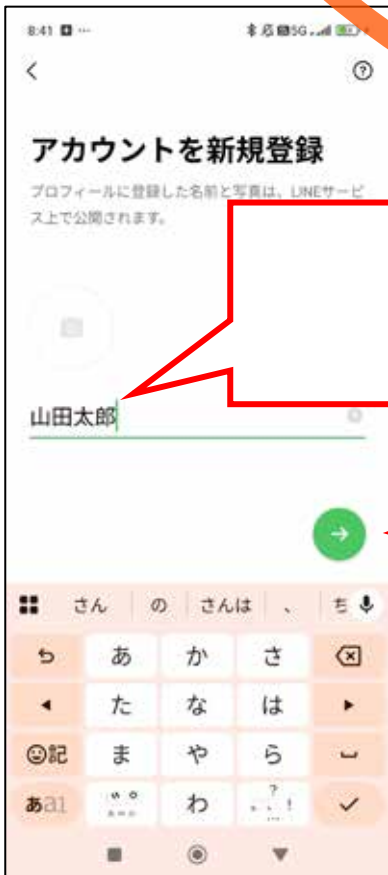 8:41 ... 5G
アカウントを新規登録
プロフィールに登録した名前と写真は、LINEサービ
ス上で公開されます。
山田太郎
さん の さんは 、 ち
あ か さ
た な は
記 ま や ら
あa1 わ 、。?!